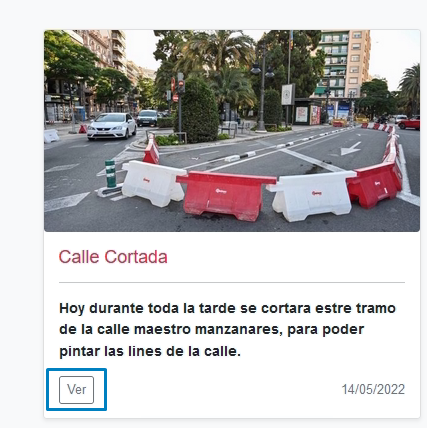 Calle Cortada
Hoy durante toda la tarde se cortara estre tramo
de la calle maestro manzanares, para poder
pintar las lines de la calle.
Ver
14/05/2022